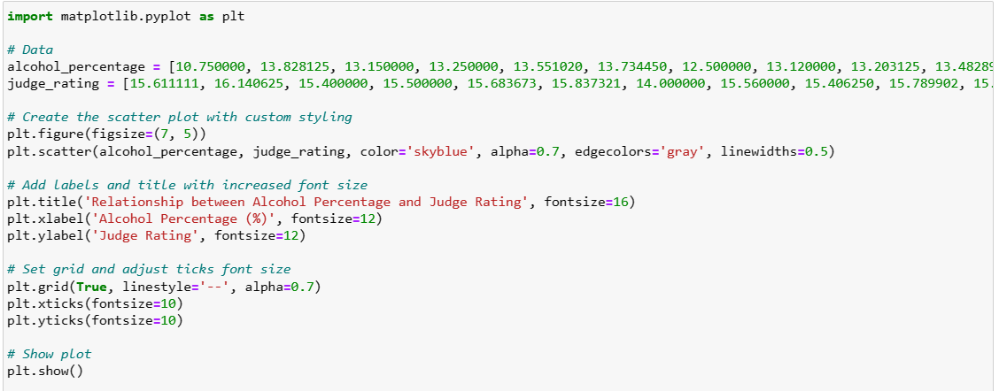 import matplotlib.pyplot as plt
# Data
alcohol_percentage = [10.750000, 13.828125, 13.150000, 13.250000, 13.551020, 13.734450, 12.500000, 13.120000, 13.203125, 13.48289
judge_rating = [15.611111, 16.140625, 15.400000, 15.500000, 15.683673, 15.837321, 14.000000, 15.560000, 15.406250, 15.789902, 15.
# Create the scatter plot with custom styling
plt.figure(figsize=(7, 5))
plt.scatter(alcohol_percentage, judge_rating, color='skyblue', alpha=0.7, edgecolors='gray', linewidths=0.5)
# Add labels and title with increased font size
plt.title('Relationship between Alcohol Percentage and Judge Rating', fontsize=16)
plt.xlabel('Alcohol Percentage (%)', fontsize=12)
plt.ylabel('Judge Rating', fontsize=12)
# Set grid and adjust ticks font size
plt.grid(True, linestyle='--', alpha=0.7)
plt.xticks(fontsize=10)
plt.yticks(fontsize=10)
# Show plot
plt.show()